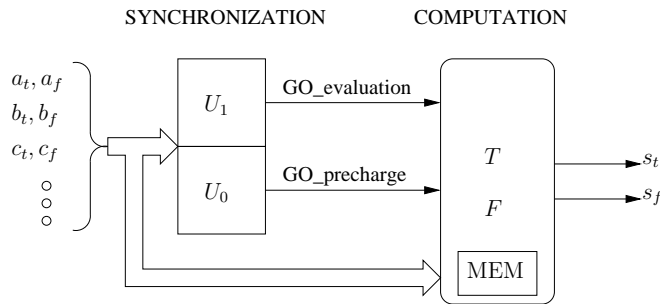 SYNCHRONIZATION COMPUTATION
a_t, a_f
b_t, b_f
c_t, c_f
U_1
U_0
GO_evaluation
GO_precharge
T
F
MEM
s_t
s_f